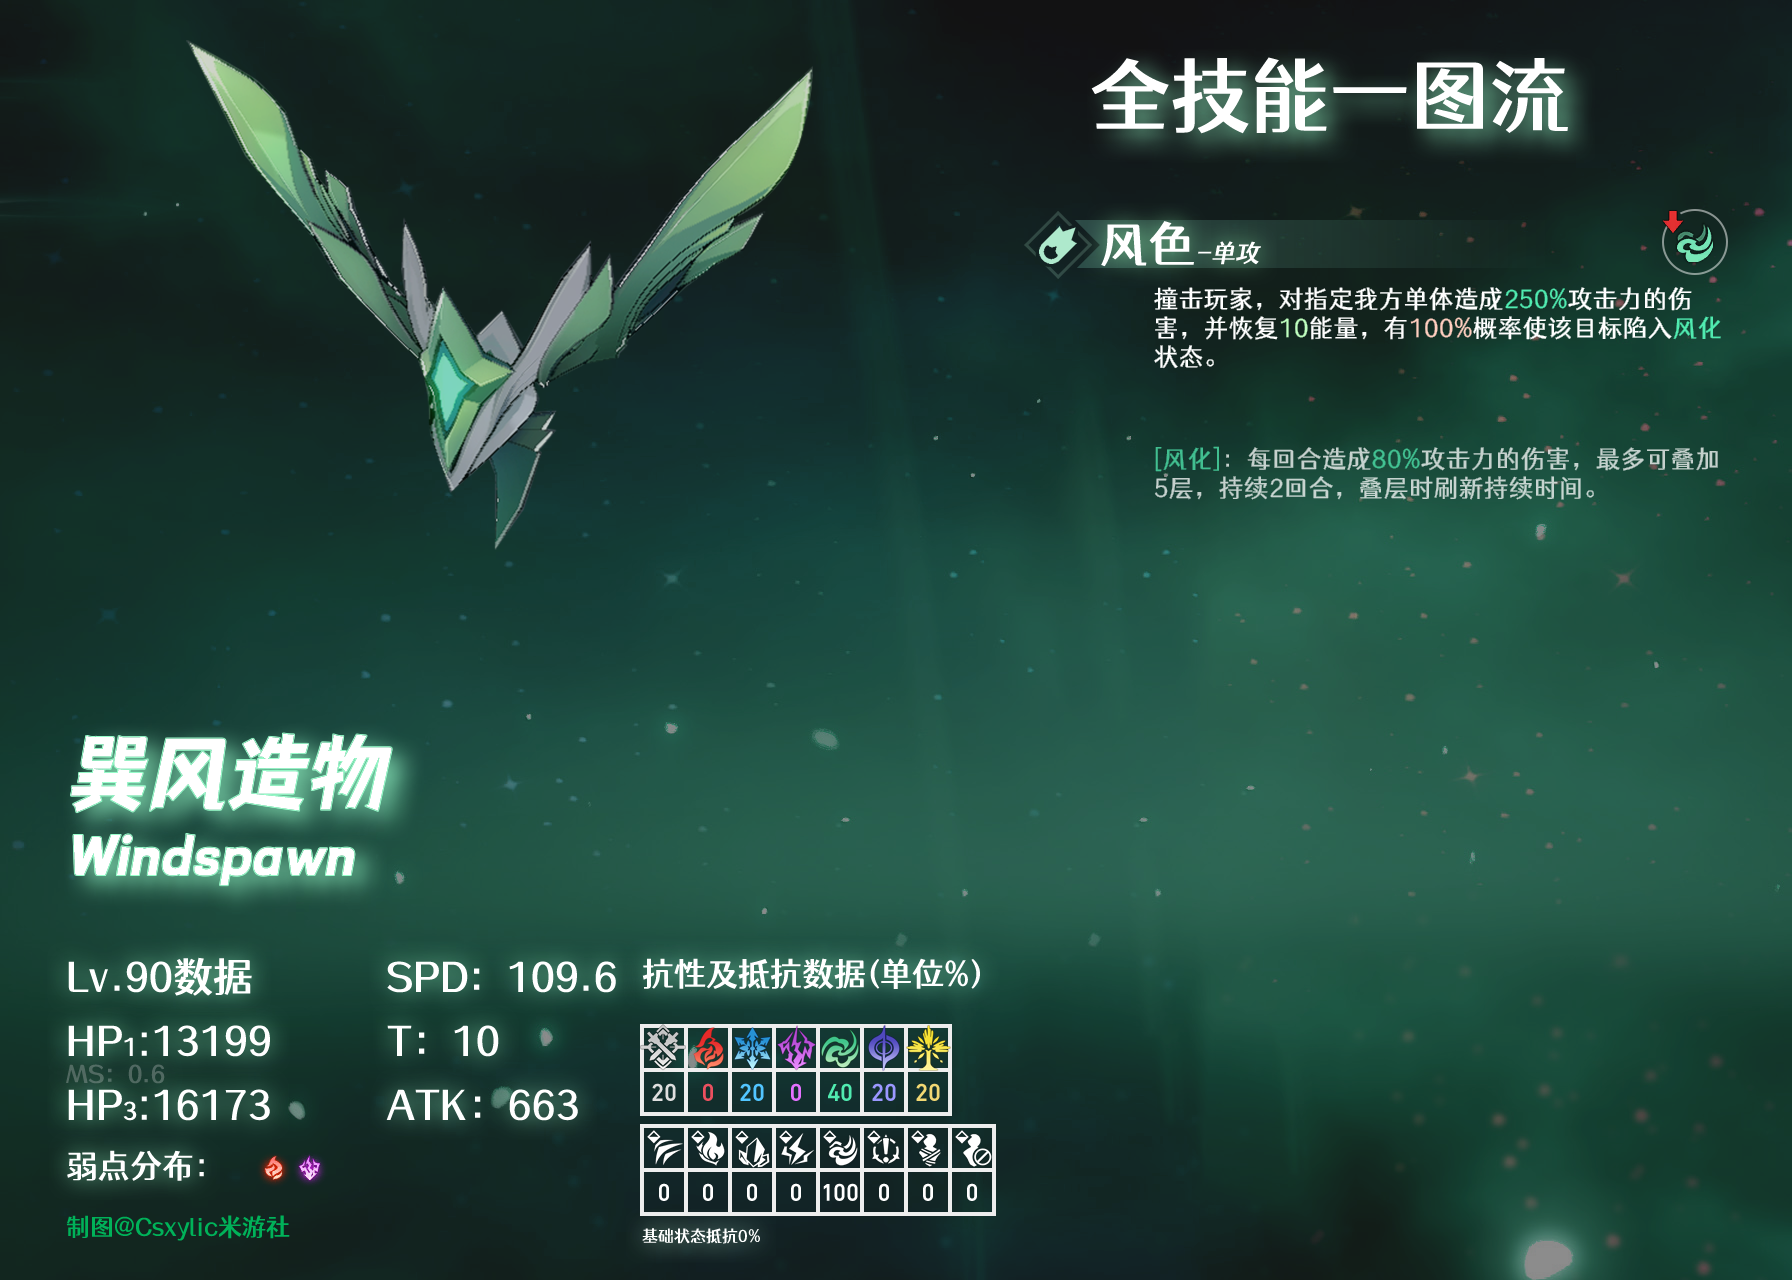 全技能一图流
风色-单攻
撞击玩家，对指定我方单体造成250%攻击力的伤
害，并恢复10能量，有100%概率使该目标陷入风化
状态。
[风化]：每回合造成80%攻击力的伤害，最多可叠加
5层，持续2回合，叠层时刷新持续时间。
巽风造物
Windspawn
Lv.90数据
SPD：109.6
HP₁:13199
T：10
MS：0.6
HP₃:16173
ATK：663
弱点分布：
制图@Csxylic米游社
抗性及抵抗数据(单位%)
20 0 20 0 40 20 20
0 0 0 0 100 0 0 0
基础状态抵抗0%